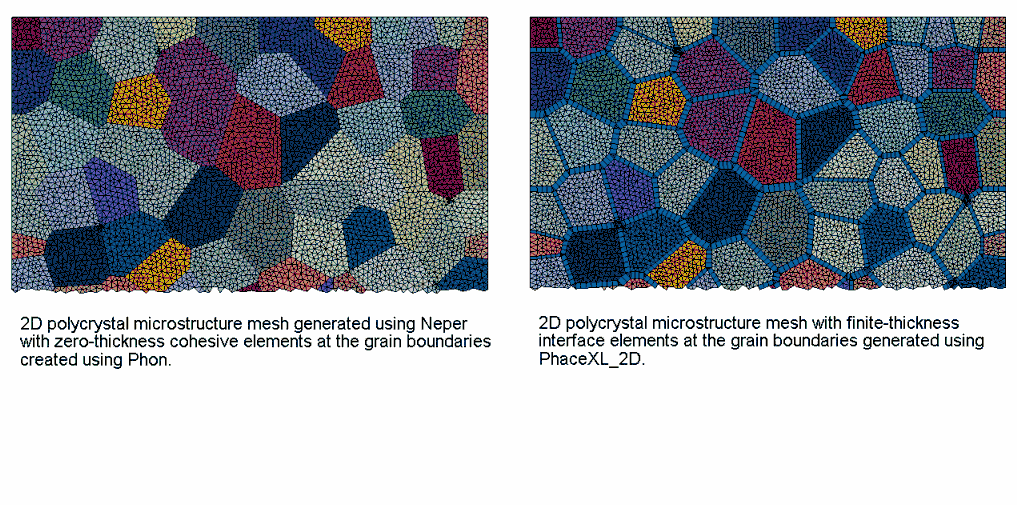 2D polycrystal microstructure mesh generated using Neper
with zero-thickness cohesive elements at the grain boundaries
created using Phon.
2D polycrystal microstructure mesh with finite-thickness
interface elements at the grain boundaries generated using
PhaceXL_2D.